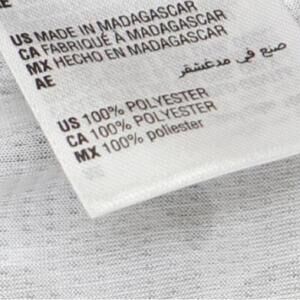 US MADE IN MADAGASCAR
CA FABRIQUÉ À MADAGASCAR
MX HECHO EN MADAGASCAR
AE
صنع في مدغشقر
US 100% POLYESTER
CA 100% POLYESTER
MX 100% poliester